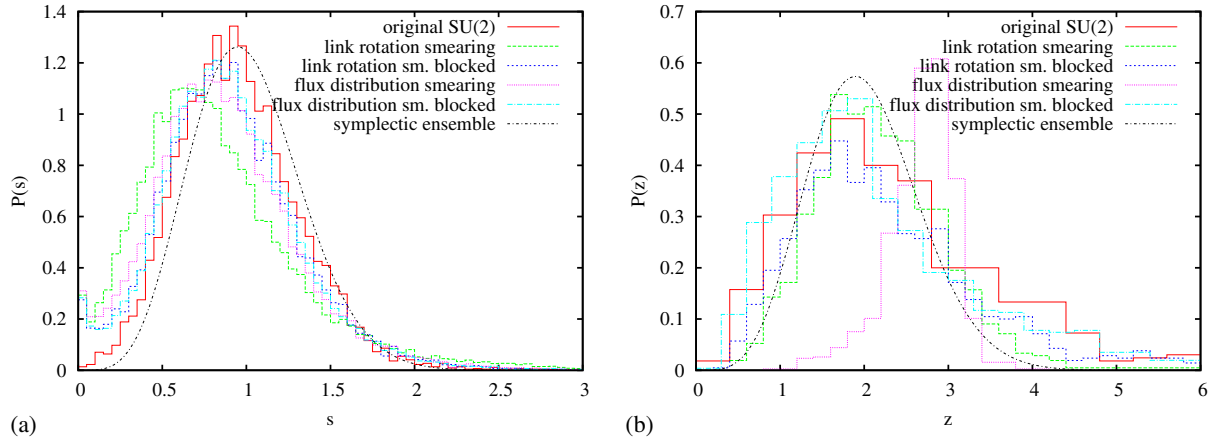 original SU(2)
link rotation smearing
link rotation sm. blocked
flux distribution smearing
flux distribution sm. blocked
symplectic ensemble
P(s)
0
0.2
0.4
0.6
0.8
1
1.2
1.4
0 0.5 1 1.5 2 2.5 3
s
(a)
original SU(2)
link rotation smearing
link rotation sm. blocked
flux distribution smearing
flux distribution sm. blocked
symplectic ensemble
P(z)
0
0.1
0.2
0.3
0.4
0.5
0.6
0.7
0 1 2 3 4 5 6
z
(b)